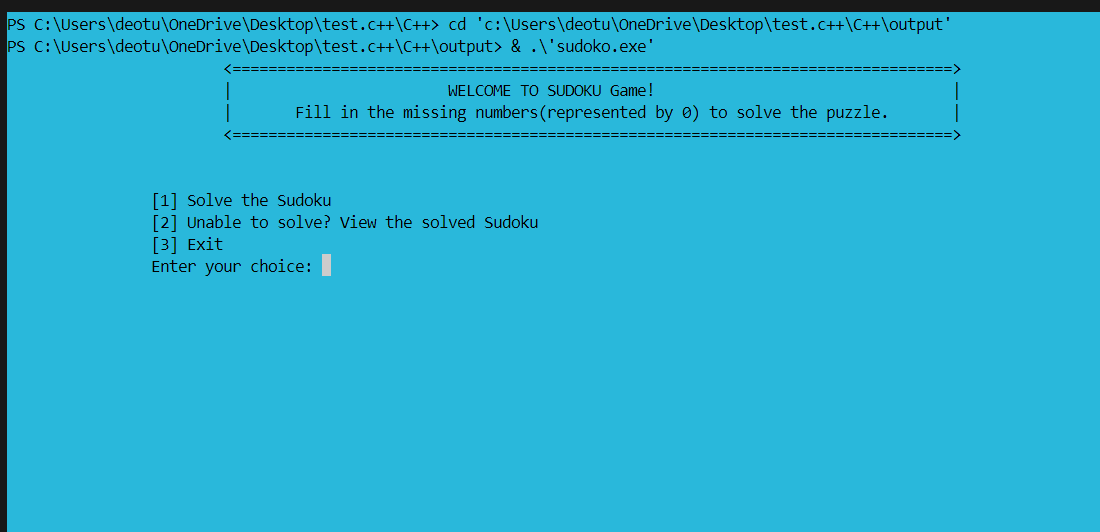 PS C:\Users\deotu\OneDrive\Desktop\test.c++\C++> cd 'c:\Users\deotu\OneDrive\Desktop\test.c++\C++\output'
PS C:\Users\deotu\OneDrive\Desktop\test.c++\C++\output> & .\'sudoko.exe'
<================================================================================>
| WELCOME TO SUDOKU Game! |
| Fill in the missing numbers(represented by 0) to solve the puzzle. |
<================================================================================>
[1] Solve the Sudoku
[2] Unable to solve? View the solved Sudoku
[3] Exit
Enter your choice: